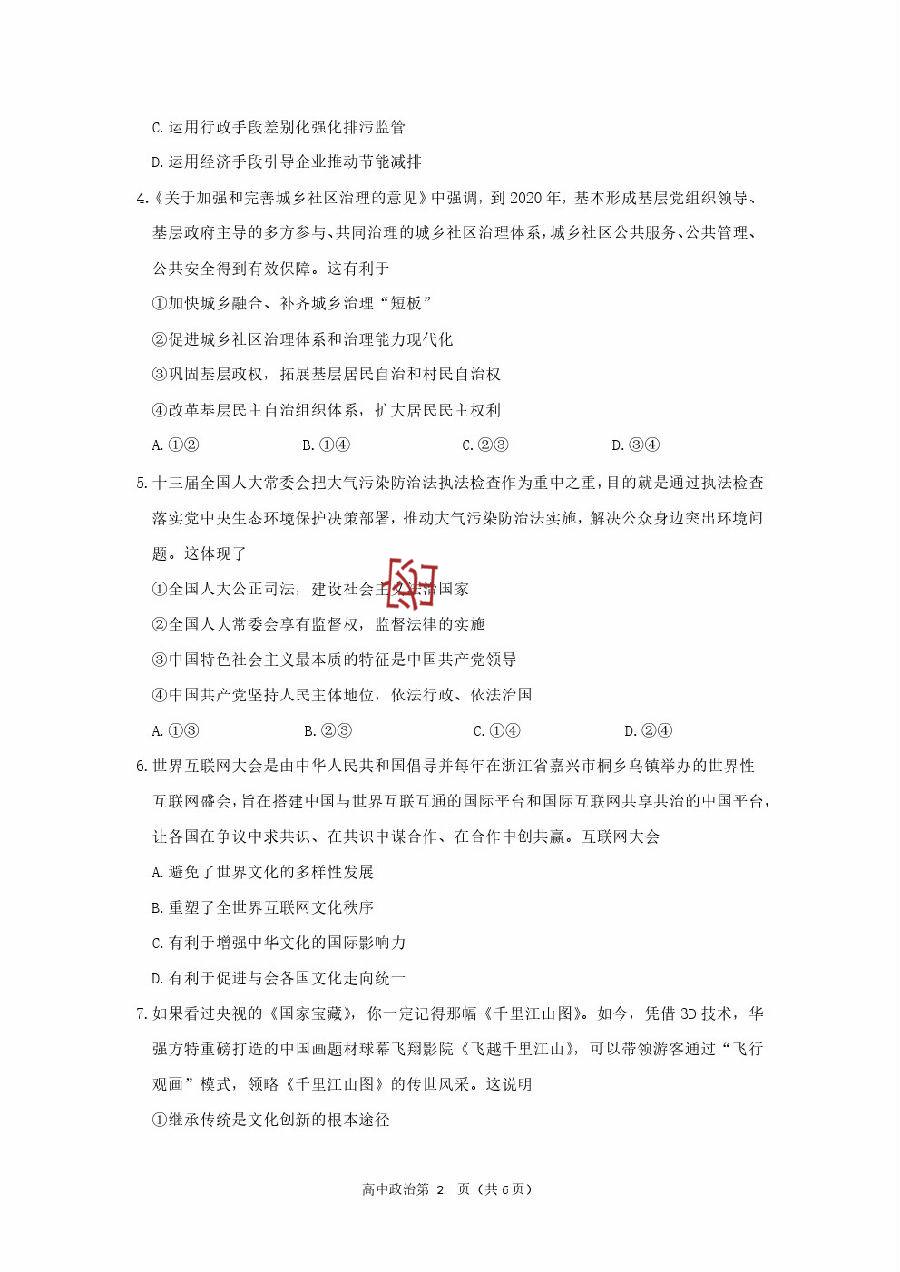 C. 运用行政手段差别化强化排污监管
D. 运用经济手段引导企业推动节能减排
4.《关于加强和完善城乡社区治理的意见》中强调，到 2020 年，基本形成基层党组织领导、
基层政府主导的多方参与、共同治理的城乡社区治理体系，城乡社区公共服务、公共管理、
公共安全得到有效保障。这有利于
①加快城乡融合、补齐城乡治理“短板”
②促进城乡社区治理体系和治理能力现代化
③巩固基层政权，拓展基层居民自治和村民自治权
④改革基层民主自治组织体系，扩大居民民主权利
A. ①② B. ①④ C. ②③ D. ③④
5. 十三届全国人大常委会把大气污染防治法执法检查作为重中之重，目的就是通过执法检查
落实党中央生态环境保护决策部署，推动大气污染防治法实施，解决公众身边突出环境问
题。这体现了
①全国人大公正司法，建设社会主义法治国家
密
②全国人大常委会享有监督权，监督法律的实施
③中国特色社会主义最本质的特征是中国共产党领导
④中国共产党坚持人民主体地位，依法行政、依法治国
A. ①③ B. ②③ C. ①④ D. ②④
6. 世界互联网大会是由中华人民共和国倡导并每年在浙江省嘉兴市桐乡乌镇举办的世界性
互联网盛会，旨在搭建中国与世界互联互通的国际平台和国际互联网共享共治的中国平台，
让各国在争议中求共识、在共识中谋合作、在合作中创共赢。互联网大会
A. 避免了世界文化的多样性发展
B. 重塑了全世界互联网文化秩序
C. 有利于增强中华文化的国际影响力
D. 有利于促进与会各国文化走向统一
7. 如果看过央视的《国家宝藏》，你一定记得那幅《千里江山图》。如今，凭借 3D 技术，华
强方特重磅打造的中国画题材球幕飞翔影院《飞越千里江山》，可以带领游客通过“飞行
观画”模式，领略《千里江山图》的传世风采。这说明
①继承传统是文化创新的根本途径
高中政治第 2 页（共 6 页）